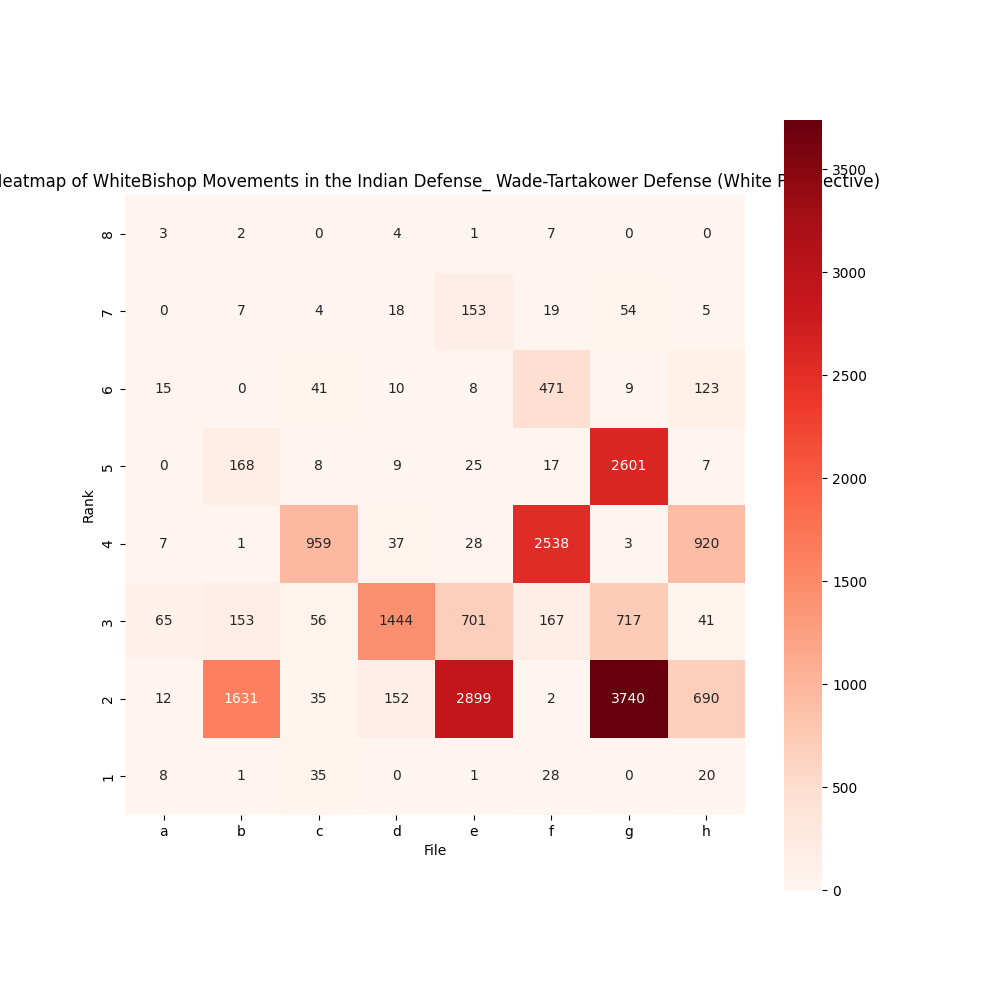 eatmap of WhiteBishop Movements in the Indian Defense_ Wade-Tartakower Defense (White Perspective)
3500
8 3 2 0 4 1 7 0 0
7 0 7 4 18 153 19 54 5
3000
6 15 0 41 10 8 471 9 123
2500
5 0 168 8 9 25 17 2601 7
2000
Rank
4 7 1 959 37 28 2538 3 920
1500
3 65 153 56 1444 701 167 717 41
1000
2 12 1631 35 152 2899 2 3740 690
500
1 8 1 35 0 1 28 0 20
a b c d e f g h
File
0